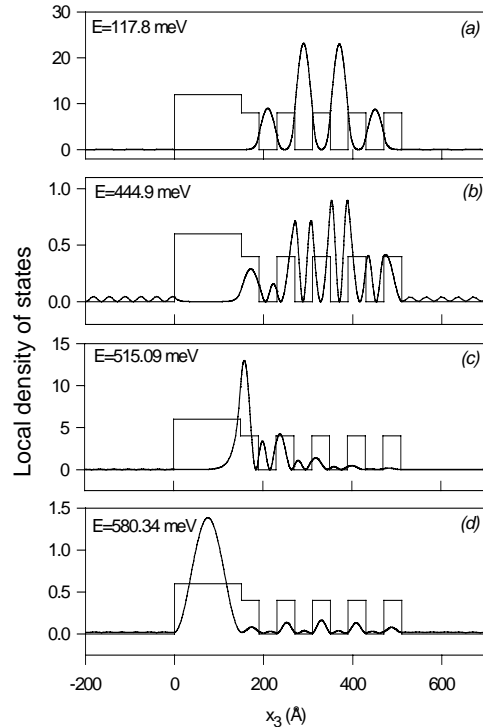 30
E=117.8 meV
(a)
20
10
0
1.0
E=444.9 meV
(b)
0.5
0.0
15
E=515.09 meV
(c)
10
5
0
1.5
E=580.34 meV
(d)
1.0
0.5
0.0
-200
0
200
400
600
x3 (Å)
Local density of states